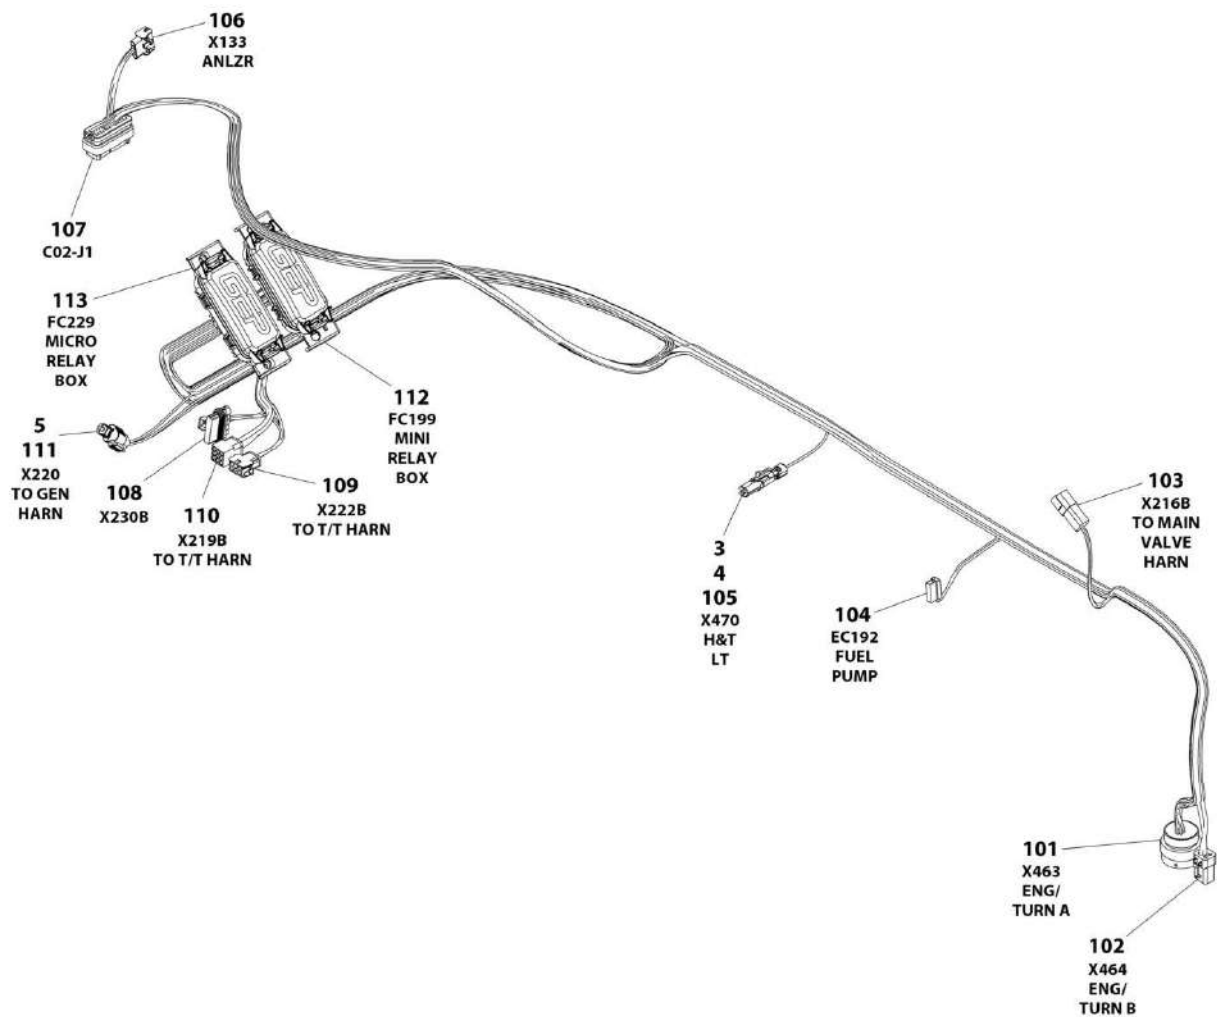 106
X133
ANLZR
107
C02-J1
GEP
GEP
113
FC229
MICRO
RELAY
BOX
112
FC199
MINI
RELAY
BOX
5
111
X220
TO GEN
HARN
108
X230B
110
X219B
TO T/T HARN
109
X222B
TO T/T HARN
3
4
105
X470
H&T
LT
104
EC192
FUEL
PUMP
103
X216B
TO MAIN
VALVE
HARN
101
X463
ENG/
TURN A
102
X464
ENG/
TURN B